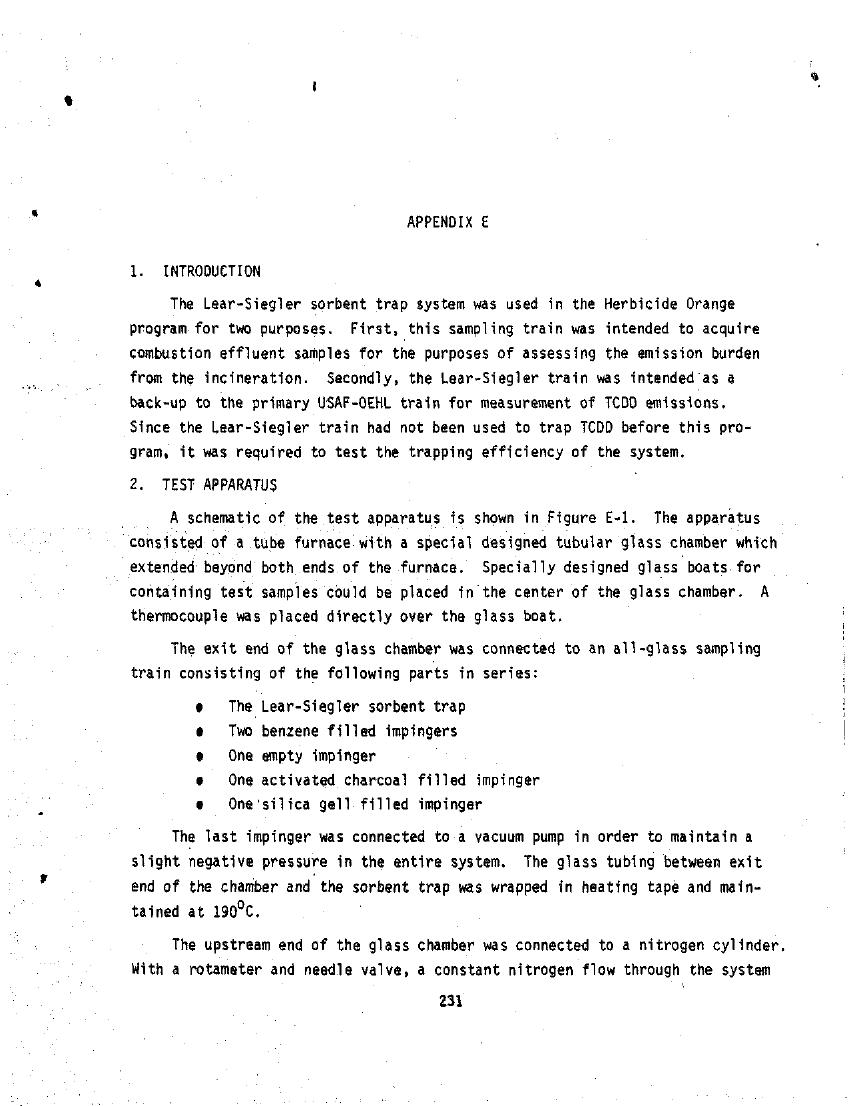 APPENDIX E
1. INTRODUCTION
The Lear-Siegler sorbent trap system was used in the Herbicide Orange
program for two purposes. First, this sampling train was intended to acquire
combustion effluent samples for the purposes of assessing the emission burden
from the incineration. Secondly, the Lear-Siegler train was intended as a
back-up to the primary USAF-OEHL train for measurement of TCDD emissions.
Since the Lear-Siegler train had not been used to trap TCDD before this pro-
gram, it was required to test the trapping efficiency of the system.
2. TEST APPARATUS
A schematic of the test apparatus is shown in Figure E-1. The apparatus
consisted of a tube furnace with a special designed tubular glass chamber which
extended beyond both ends of the furnace. Specially designed glass boats for
containing test samples could be placed in the center of the glass chamber. A
thermocouple was placed directly over the glass boat.
The exit end of the glass chamber was connected to an all-glass sampling
train consisting of the following parts in series:
• The Lear-Siegler sorbent trap
• Two benzene filled impingers
• One empty impinger
• One activated charcoal filled impinger
• One silica gell filled impinger
The last impinger was connected to a vacuum pump in order to maintain a
slight negative pressure in the entire system. The glass tubing between exit
end of the chamber and the sorbent trap was wrapped in heating tape and main-
tained at 190⁰C.
The upstream end of the glass chamber was connected to a nitrogen cylinder.
With a rotameter and needle valve, a constant nitrogen flow through the system
231